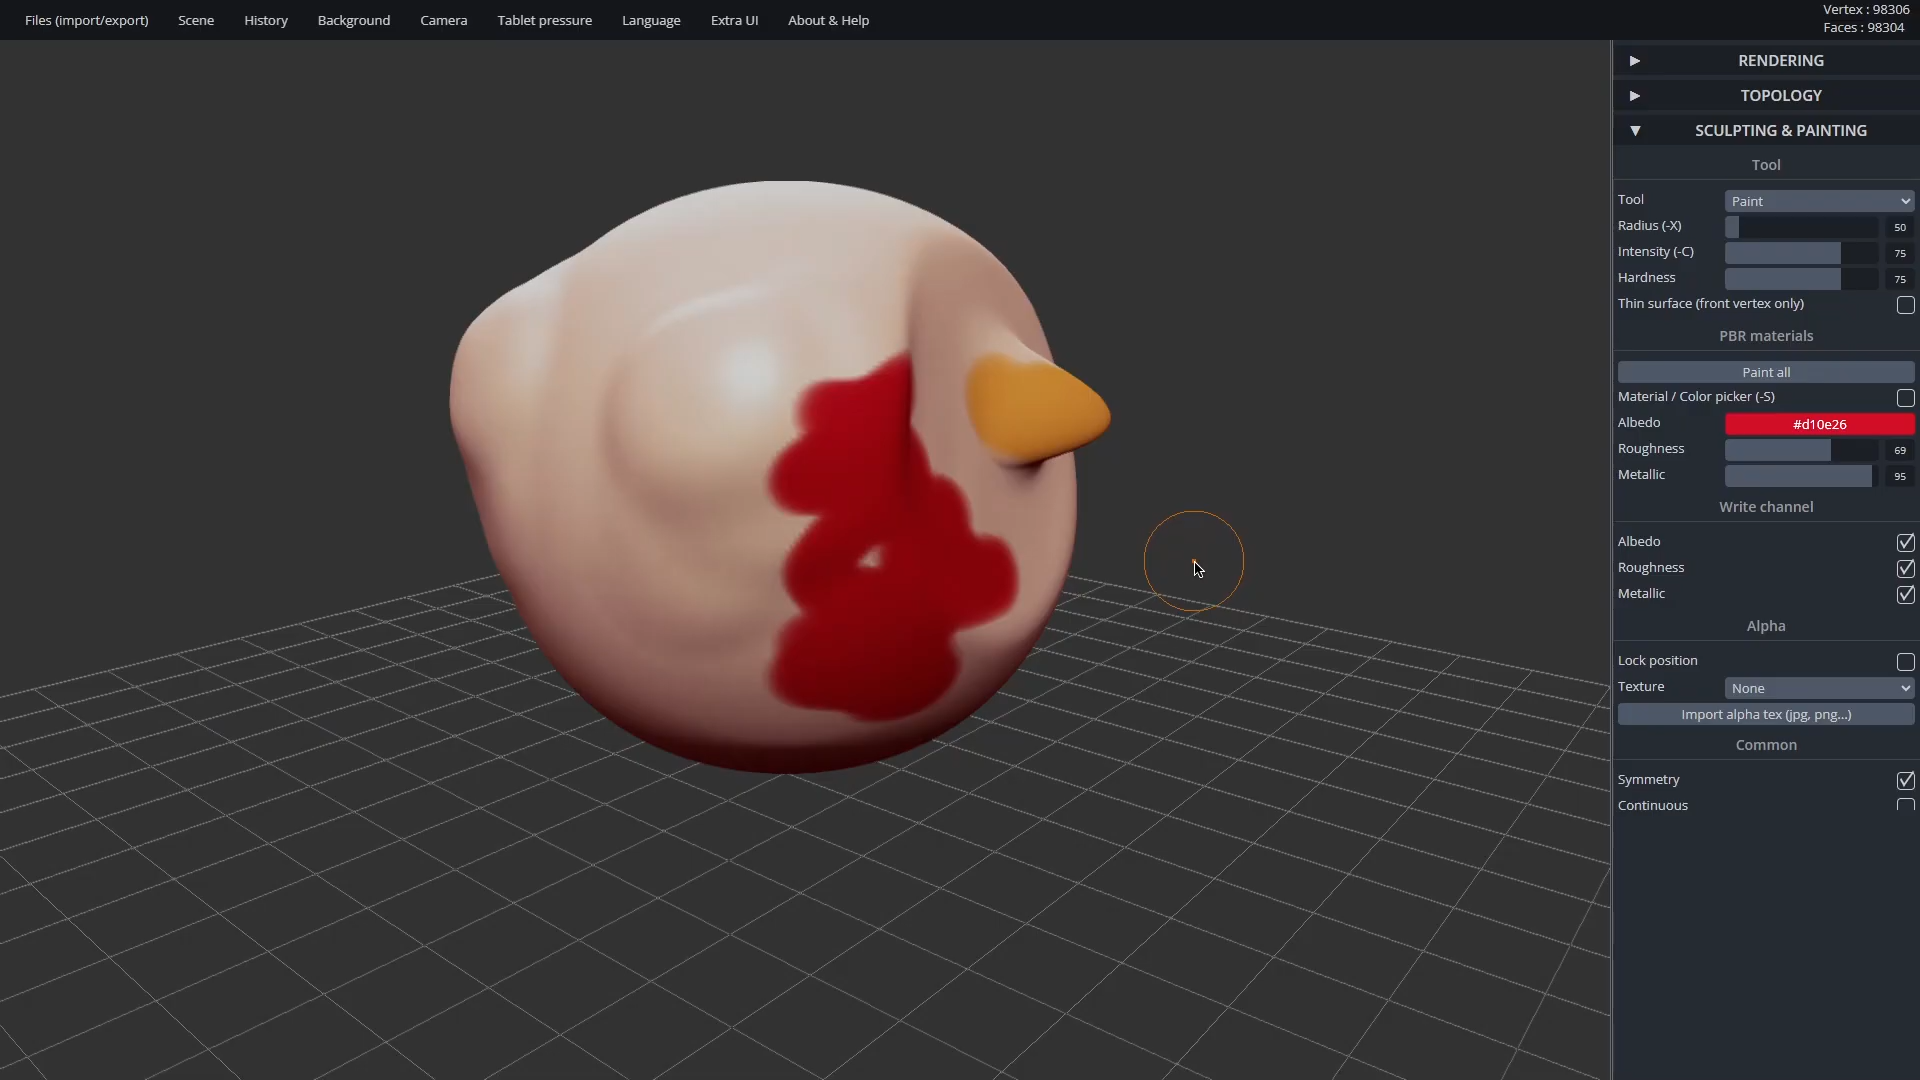 Files (import/export) Scene History Background Camera Tablet pressure Language Extra UI About & Help
Vertex : 98306
Faces : 98304
RENDERING
TOPOLOGY
SCULPTING & PAINTING
Tool
Tool Paint
Radius (-X) 50
Intensity (-C) 75
Hardness 75
Thin surface (front vertex only)
PBR materials
Paint all
Material / Color picker (-S)
Albedo #d10e26
Roughness 69
Metallic 95
Write channel
Albedo
Roughness
Metallic
Alpha
Lock position
Texture None
Import alpha tex (jpg, png...)
Common
Symmetry
Continuous